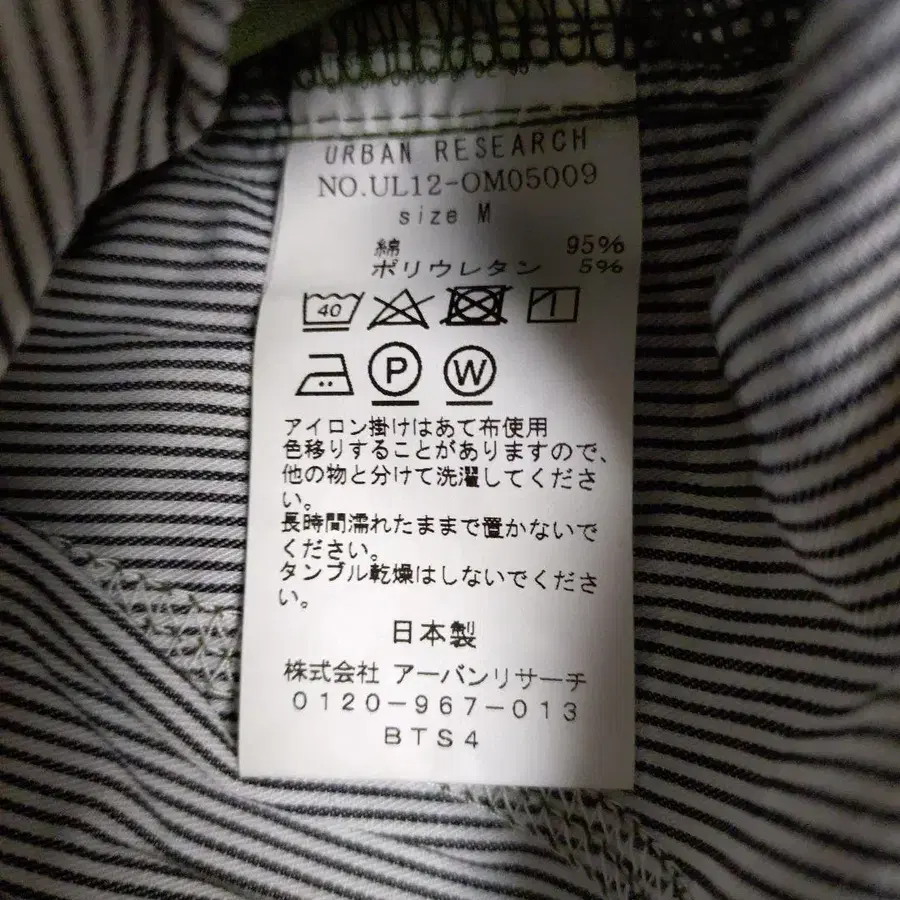 URBAN RESEARCH
NO.UL12-OM05009
size M
綿 95%
ポリウレタン 5%
40
P W
アイロン掛けはあて布使用
色移りすることがありますので、
他の物と分けて洗濯してくださ
い。
長時間濡れたままで置かないで
ください。
タンブル乾燥はしないでくださ
い。
日本製
株式会社 アーバンリサーチ
0120-967-013
BTS4